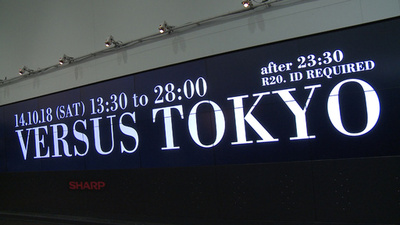 14.10.18 (SAT) 13:30 to 28:00
after 23:30
R20. ID REQUIRED
VERSUS TOKYO
SHARP